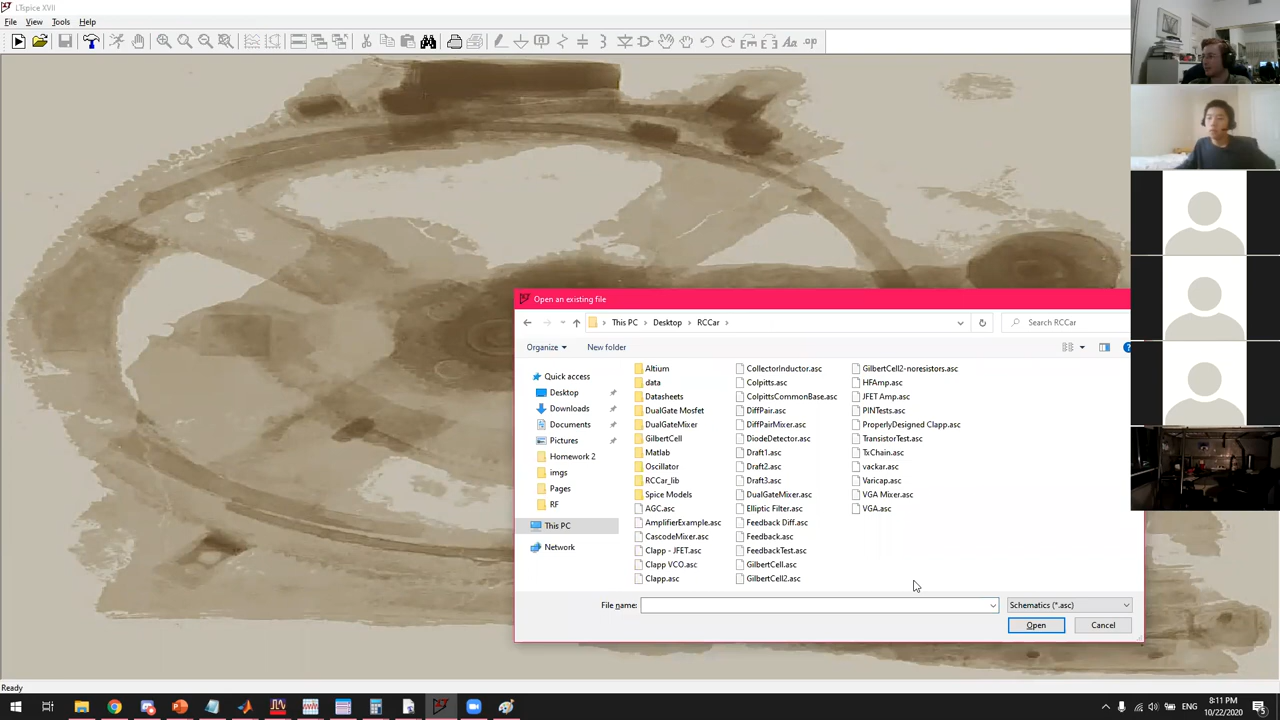 LTspice XVII
File View Tools Help
Open an existing file
This PC Desktop RCCar
Search RCCar
Organize New folder
Quick access
Desktop
Downloads
Documents
Pictures
Homework 2
imgs
Pages
RF
This PC
Network
Altium
data
Datasheets
DualGate Mosfet
DualGateMixer
GilbertCell
Matlab
Oscillator
RCCar_lib
Spice Models
AGC.asc
AmplifierExample.asc
CascodeMixer.asc
Clapp - JFET.asc
Clapp VCO.asc
Clapp.asc
CollectorInductor.asc
Colpitts.asc
ColpittsCommonBase.asc
DiffPair.asc
DiffPairMixer.asc
DiodeDetector.asc
Draft1.asc
Draft2.asc
Draft3.asc
DualGateMixer.asc
Elliptic Filter.asc
Feedback Diff.asc
Feedback.asc
FeedbackTest.asc
GilbertCell.asc
GilbertCell2.asc
GilbertCell2-noresistors.asc
HFAmp.asc
JFET Amp.asc
PINTests.asc
ProperlyDesigned Clapp.asc
TransistorTest.asc
TxChain.asc
vackar.asc
Varicap.asc
VGA Mixer.asc
VGA.asc
File name:
Schematics (*.asc)
Open Cancel
Ready
ENG
8:11 PM
10/22/2020